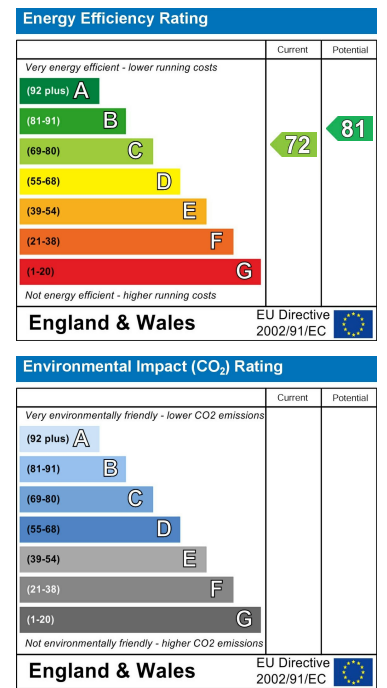 Energy Efficiency Rating
Current Potential
Very energy efficient - lower running costs
(92 plus) A
(81-91) B
(69-80) C
(55-68) D
(39-54) E
(21-38) F
(1-20) G
72
81
Not energy efficient - higher running costs
England & Wales
EU Directive
2002/91/EC
Environmental Impact (CO₂) Rating
Current Potential
Very environmentally friendly - lower CO2 emissions
(92 plus) A
(81-91) B
(69-80) C
(55-68) D
(39-54) E
(21-38) F
(1-20) G
Not environmentally friendly - higher CO2 emissions
England & Wales
EU Directive
2002/91/EC